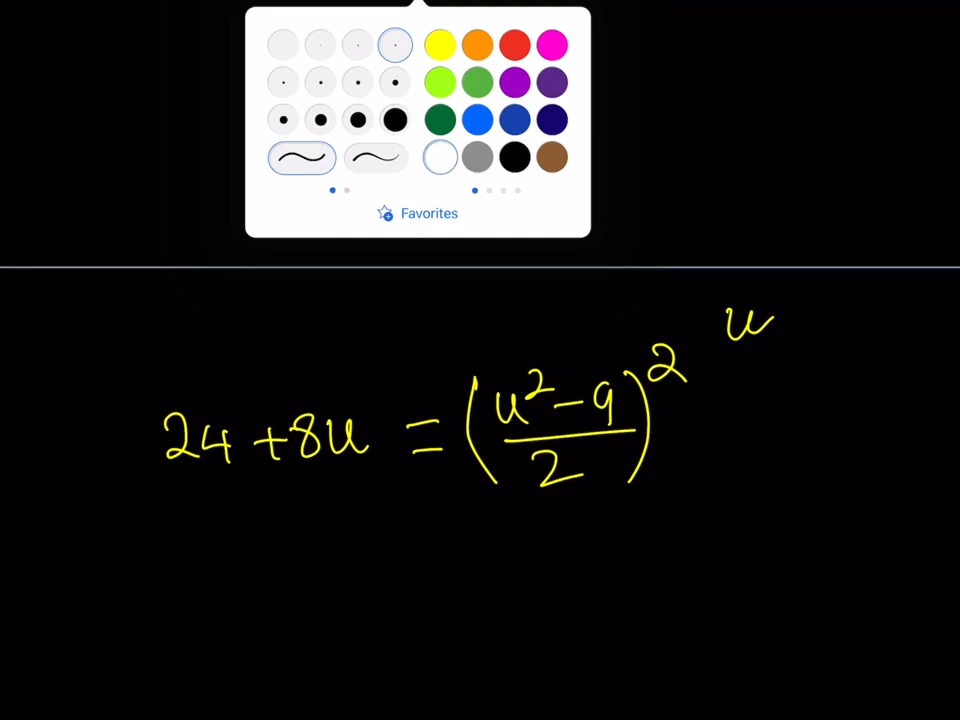 Favorites
u
24 + 8u = (u² - 9 / 2)²